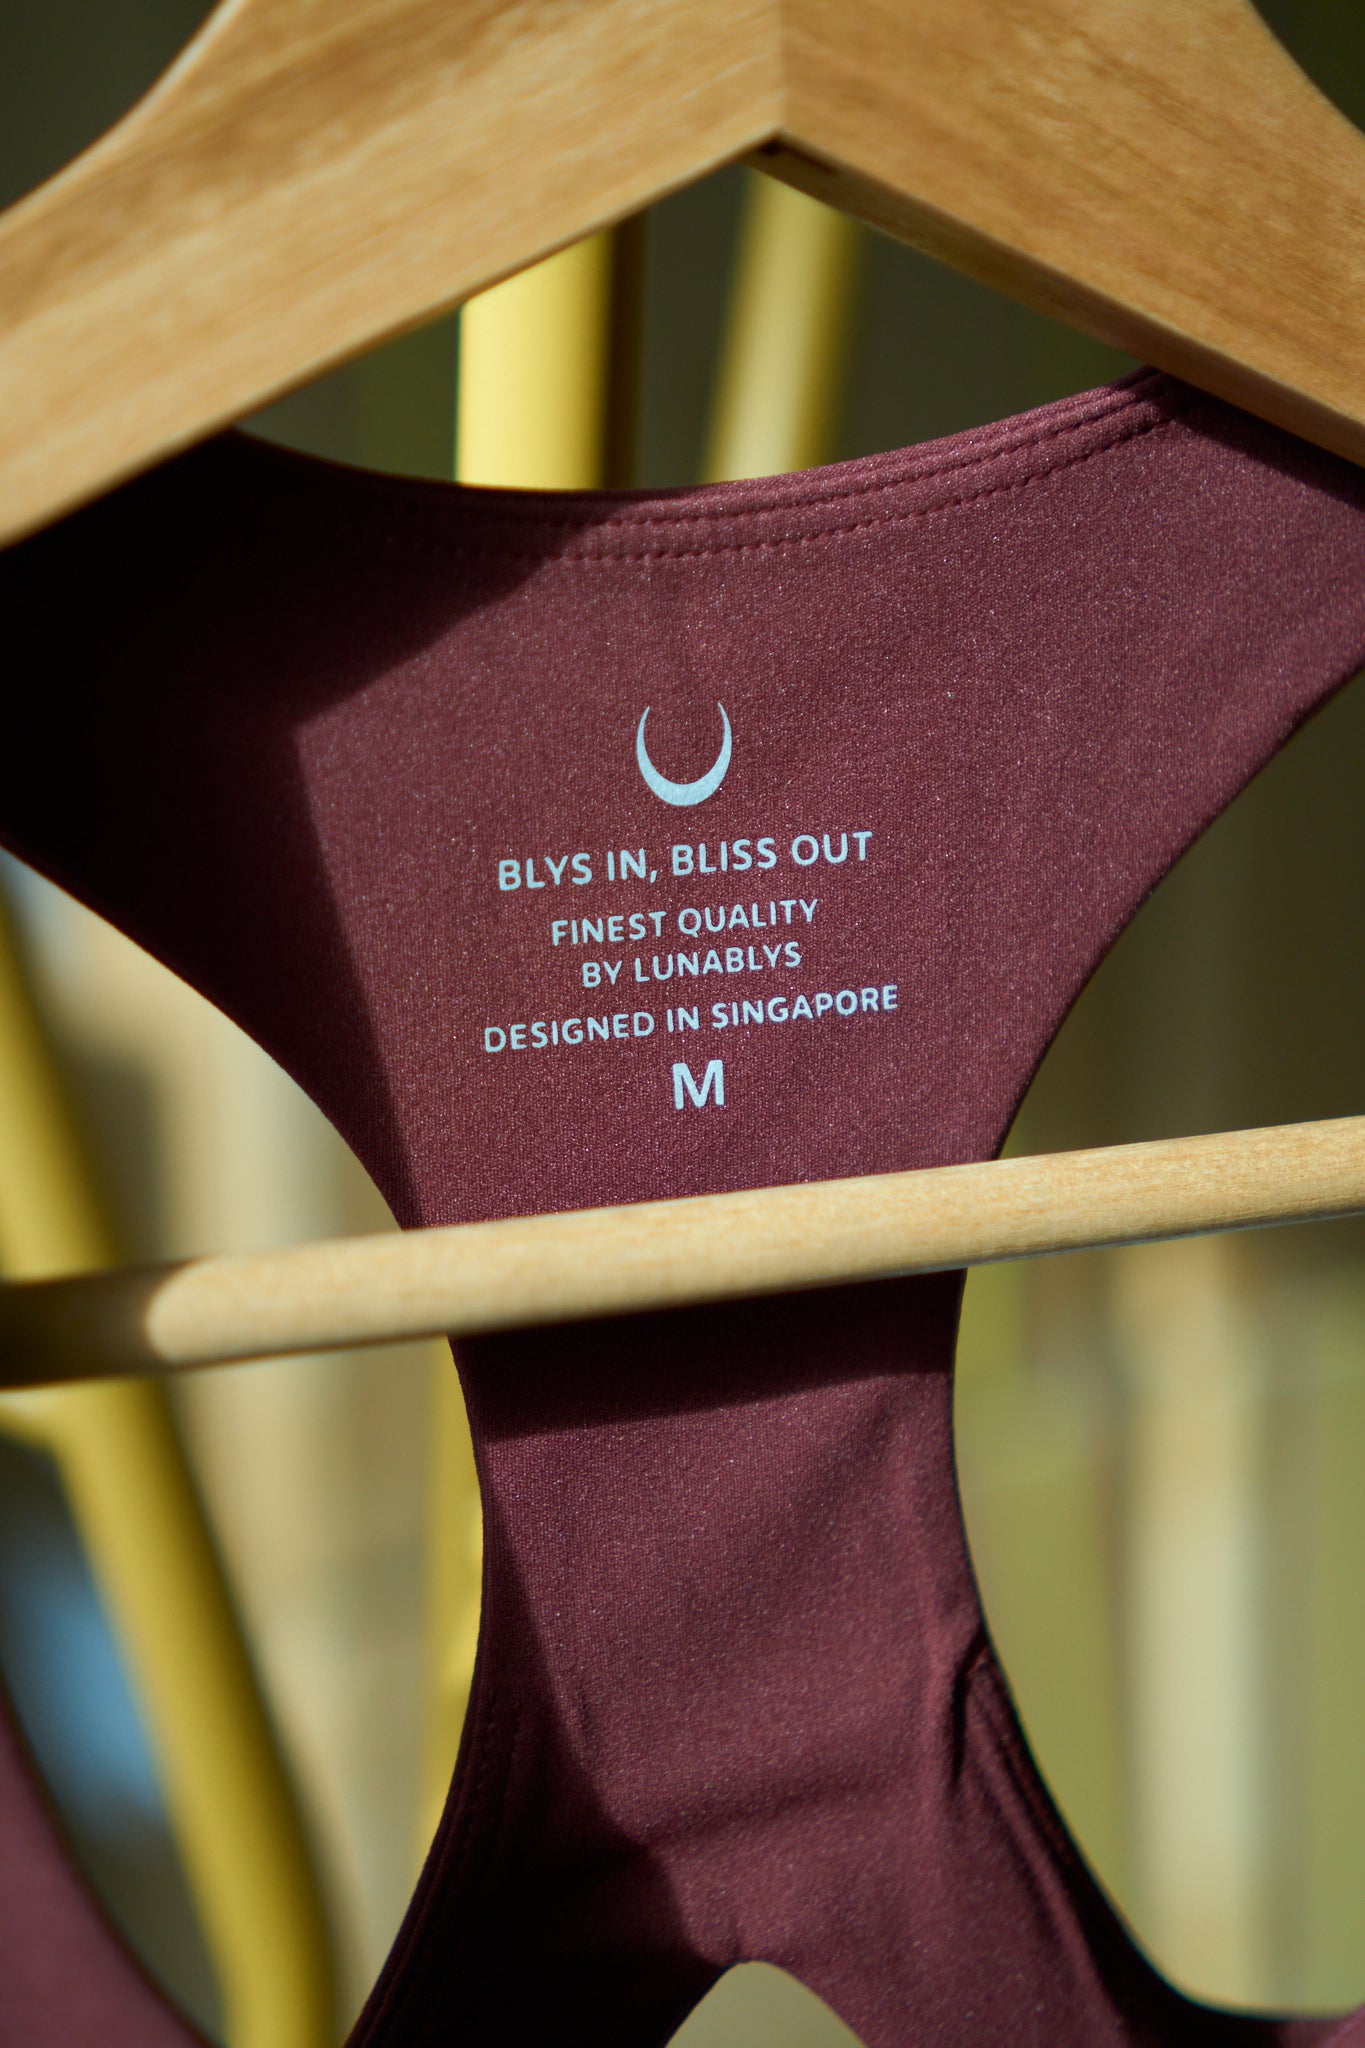 BLYS IN, BLISS OUT
FINEST QUALITY
BY LUNABLYS
DESIGNED IN SINGAPORE
M